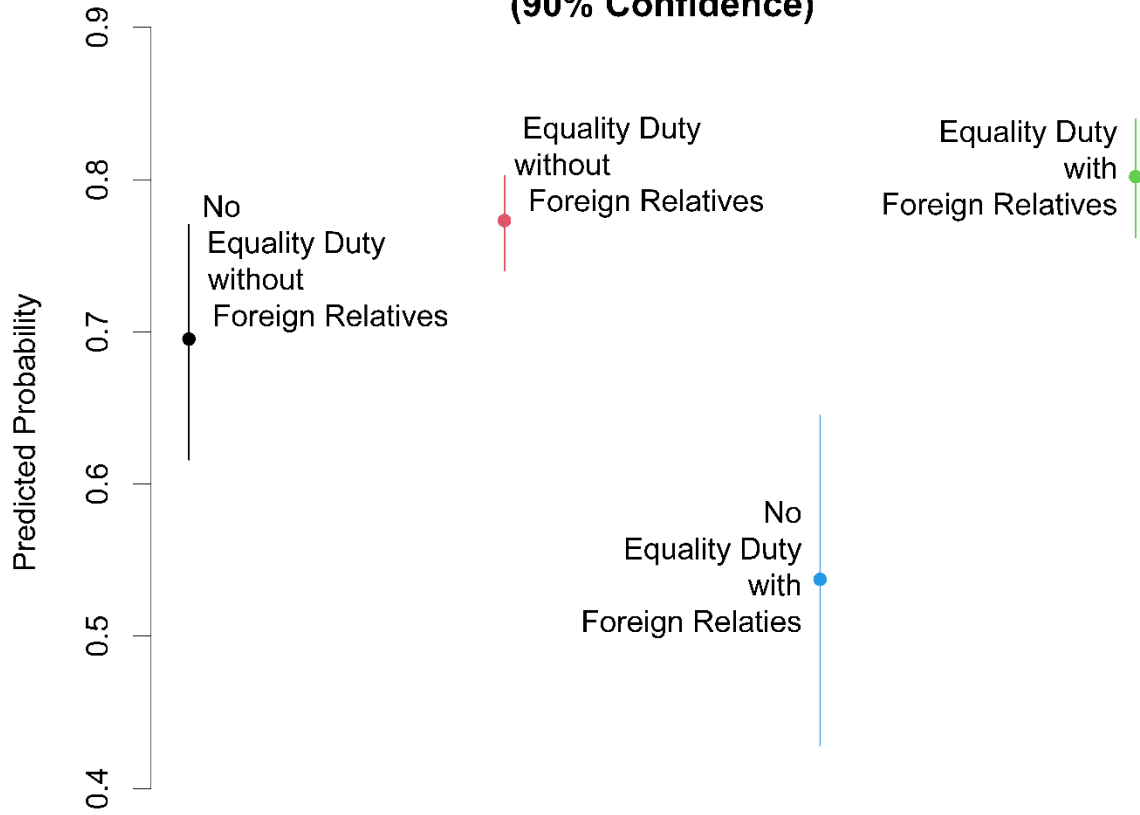 (90% Confidence)
Predicted Probability
0.9
0.8
0.7
0.6
0.5
0.4
No
Equality Duty
without
Foreign Relatives
Equality Duty
without
Foreign Relatives
No
Equality Duty
with
Foreign Relaties
Equality Duty
with
Foreign Relatives